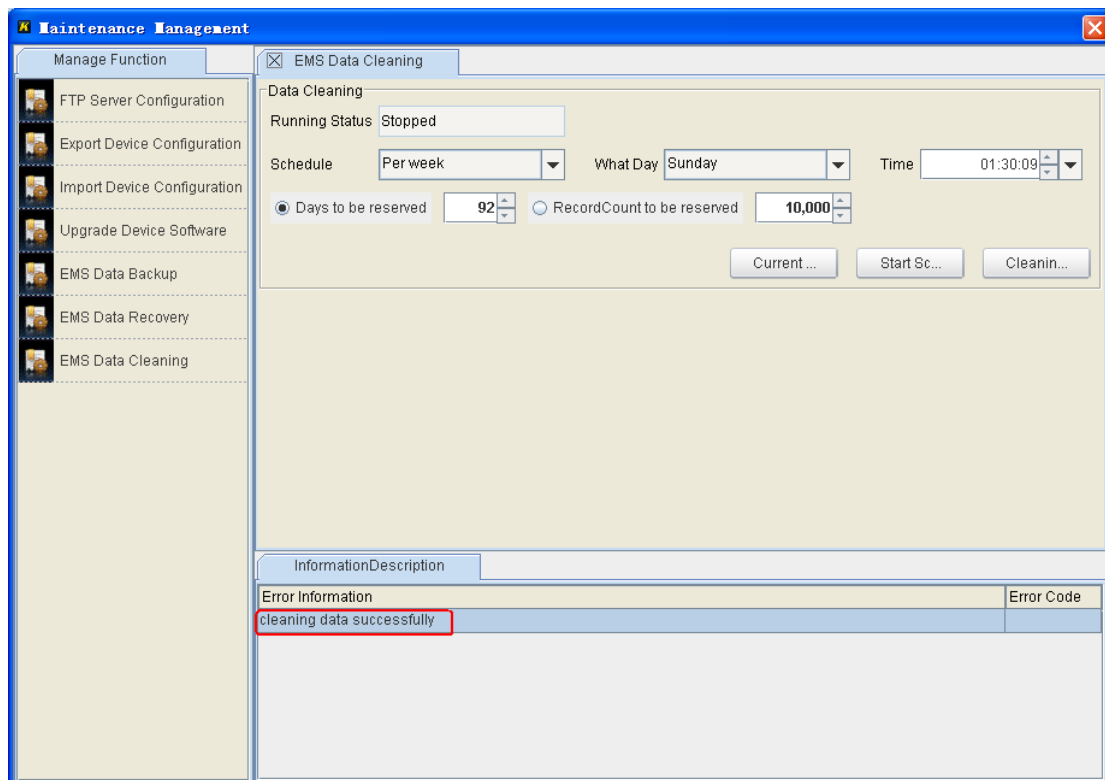 Maintenance Management
Manage Function
FTP Server Configuration
Export Device Configuration
Import Device Configuration
Upgrade Device Software
EMS Data Backup
EMS Data Recovery
EMS Data Cleaning
EMS Data Cleaning
Data Cleaning
Running Status Stopped
Schedule Per week What Day Sunday Time 01:30:09
Days to be reserved 92 RecordCount to be reserved 10,000
Current ... Start Sc... Cleanin...
InformationDescription
Error Information Error Code
cleaning data successfully